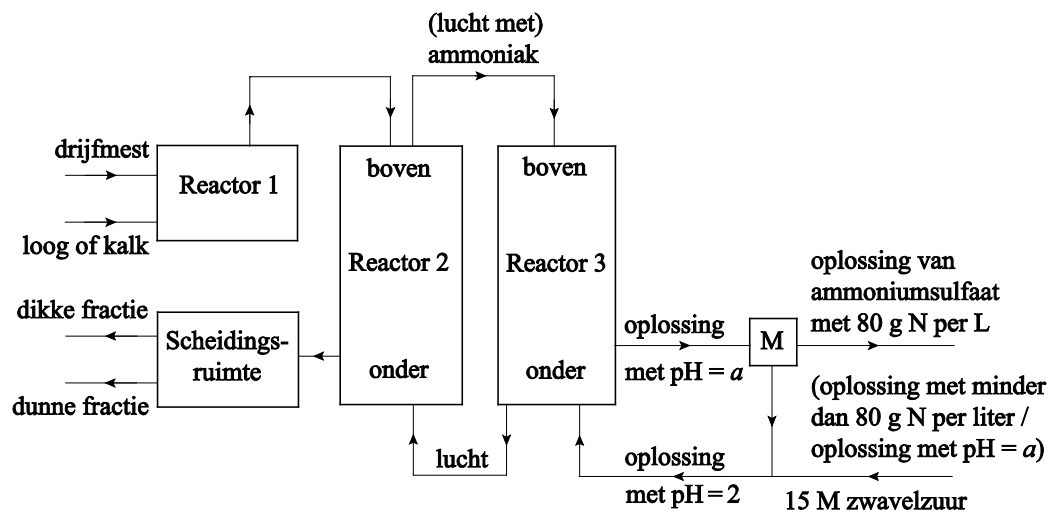 (lucht met)
ammoniak
drijfmest
Reactor 1
loog of kalk
boven
Reactor 2
onder
boven
Reactor 3
onder
dikke fractie
Scheidings-
ruimte
dunne fractie
lucht
oplossing
met pH = a
M
oplossing van
ammoniumsulfaat
met 80 g N per L
(oplossing met minder
dan 80 g N per liter /
oplossing met pH = a)
oplossing
met pH = 2
15 M zwavelzuur